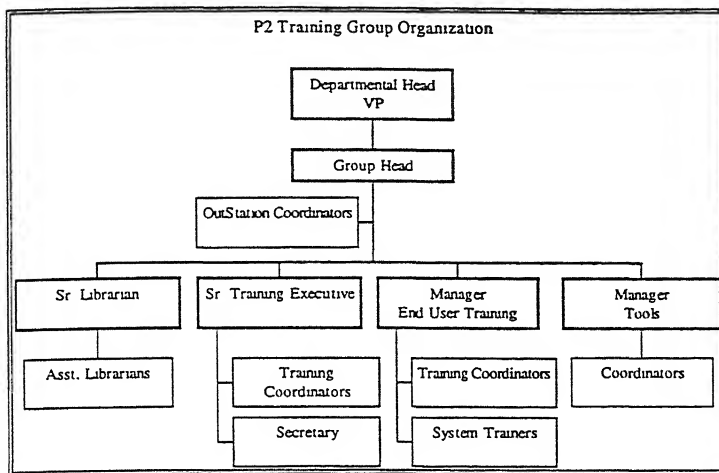 P2 Training Group Organization
Departmental Head
VP
Group Head
OutStation Coordinators
Sr Librarian
Sr Training Executive
Manager
End User Training
Manager
Tools
Asst. Librarians
Training
Coordinators
Training Coordinators
Coordinators
Secretary
System Trainers